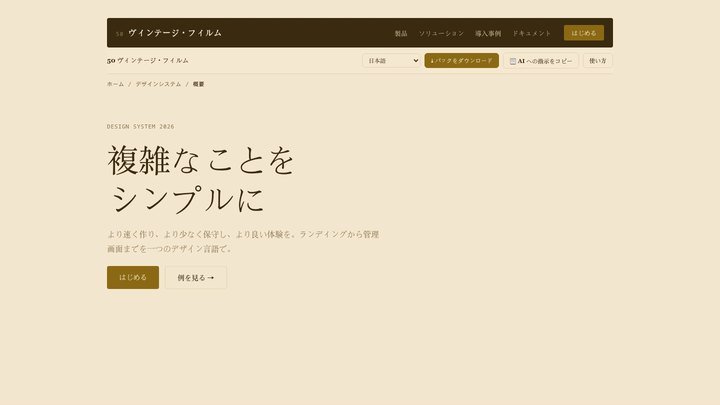 50 ヴィンテージ・フィルム 製品 ソリューション 導入事例 ドキュメント はじめる
50 ヴィンテージ・フィルム 日本語 ↓パックをダウンロード 📋 AI への指示をコピー 使い方
ホーム / デザインシステム / 概要
DESIGN SYSTEM 2026
複雑なことを
シンプルに
より速く作り、より少なく保守し、より良い体験を。ランディングから管理
画面までを一つのデザイン言語で。
はじめる 例を見る →